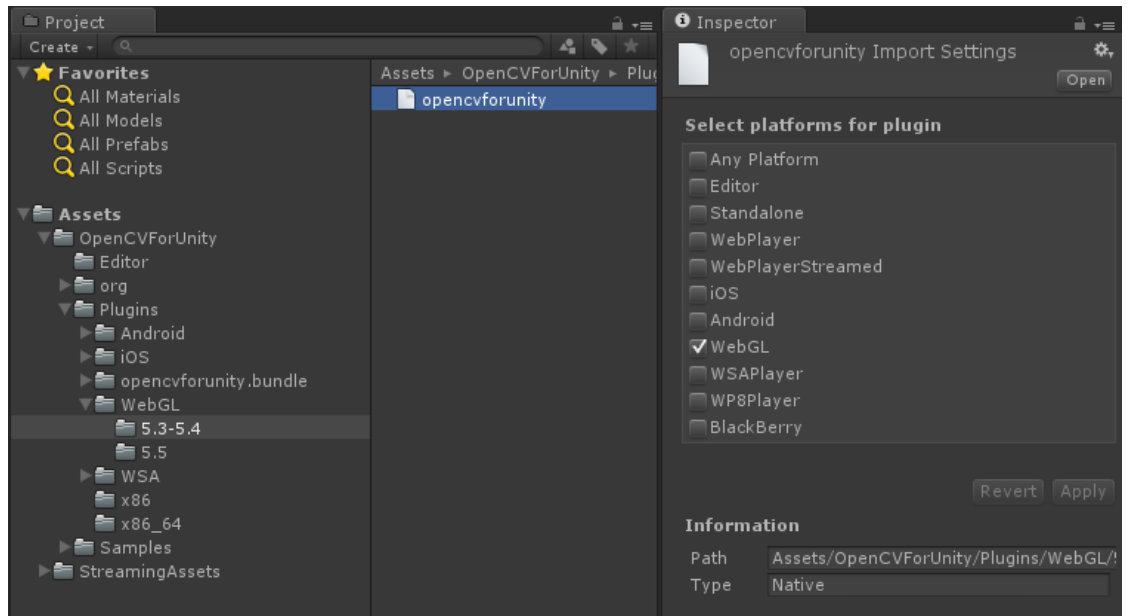 Project
Create
Favorites
All Materials
All Models
All Prefabs
All Scripts
Assets
OpenCVForUnity
Editor
org
Plugins
Android
iOS
opencvforunity.bundle
WebGL
5.3-5.4
5.5
WSA
x86
x86_64
Samples
StreamingAssets
Assets OpenCVForUnity Plug
opencvforunity
Inspector
opencvforunity Import Settings
Open
Select platforms for plugin
Any Platform
Editor
Standalone
WebPlayer
WebPlayerStreamed
iOS
Android
WebGL
WSAPlayer
WP8Player
BlackBerry
Revert Apply
Information
Path Assets/OpenCVForUnity/Plugins/WebGL/
Type Native